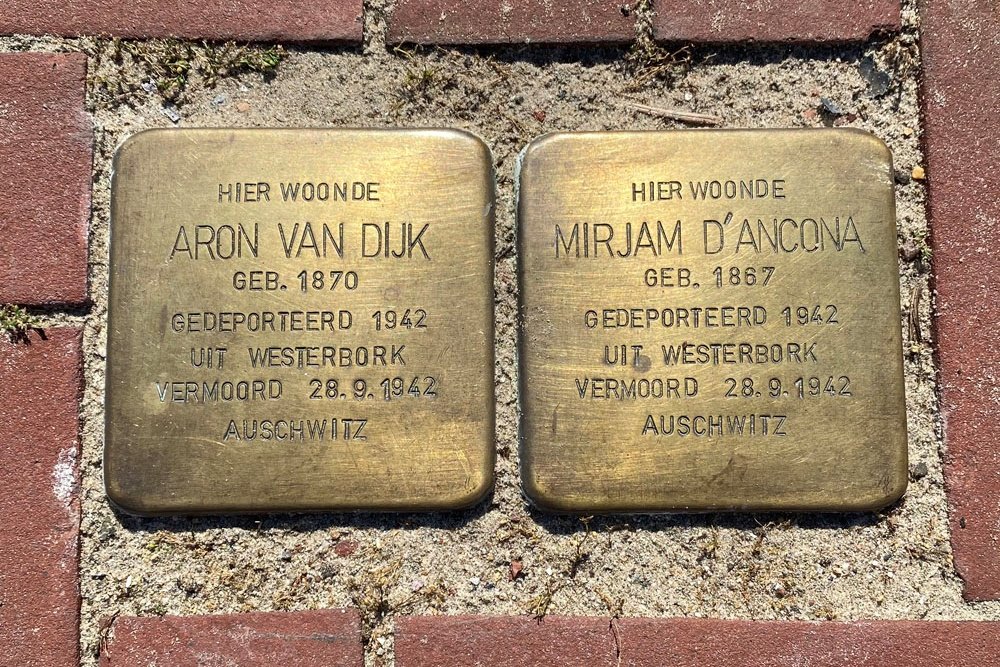 HIER WOONDE
ARON VAN DIJK
GEB. 1870
GEDEPORTEERD 1942
UIT WESTERBORK
VERMOORD 28.9.1942
AUSCHWITZ
HIER WOONDE
MIRJAM D'ANCONA
GEB. 1867
GEDEPORTEERD 1942
UIT WESTERBORK
VERMOORD 28.9.1942
AUSCHWITZ